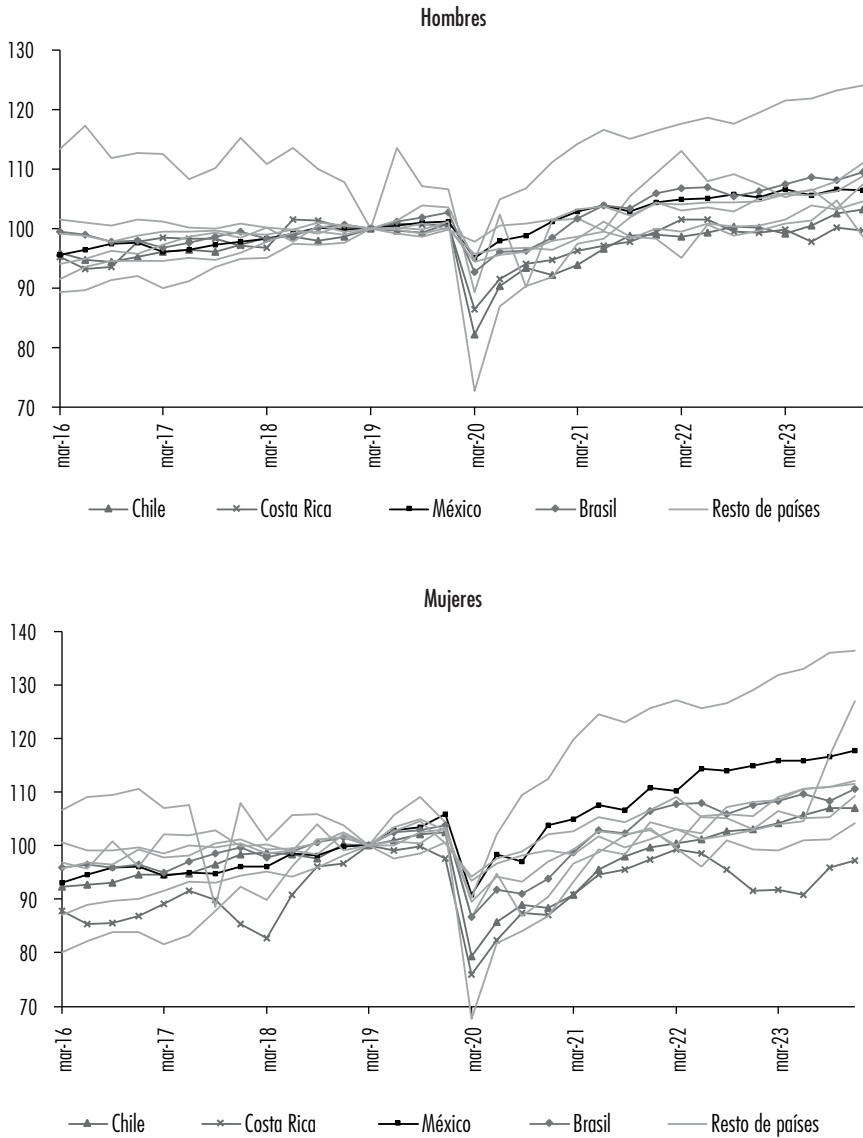 Hombres
130
120
110
100
90
80
70
mar-16
mar-17
mar-18
mar-19
mar-20
mar-21
mar-22
mar-23
Chile Costa Rica México Brasil Resto de países
Mujeres
140
130
120
110
100
90
80
70
mar-16
mar-17
mar-18
mar-19
mar-20
mar-21
mar-22
mar-23
Chile Costa Rica México Brasil Resto de países